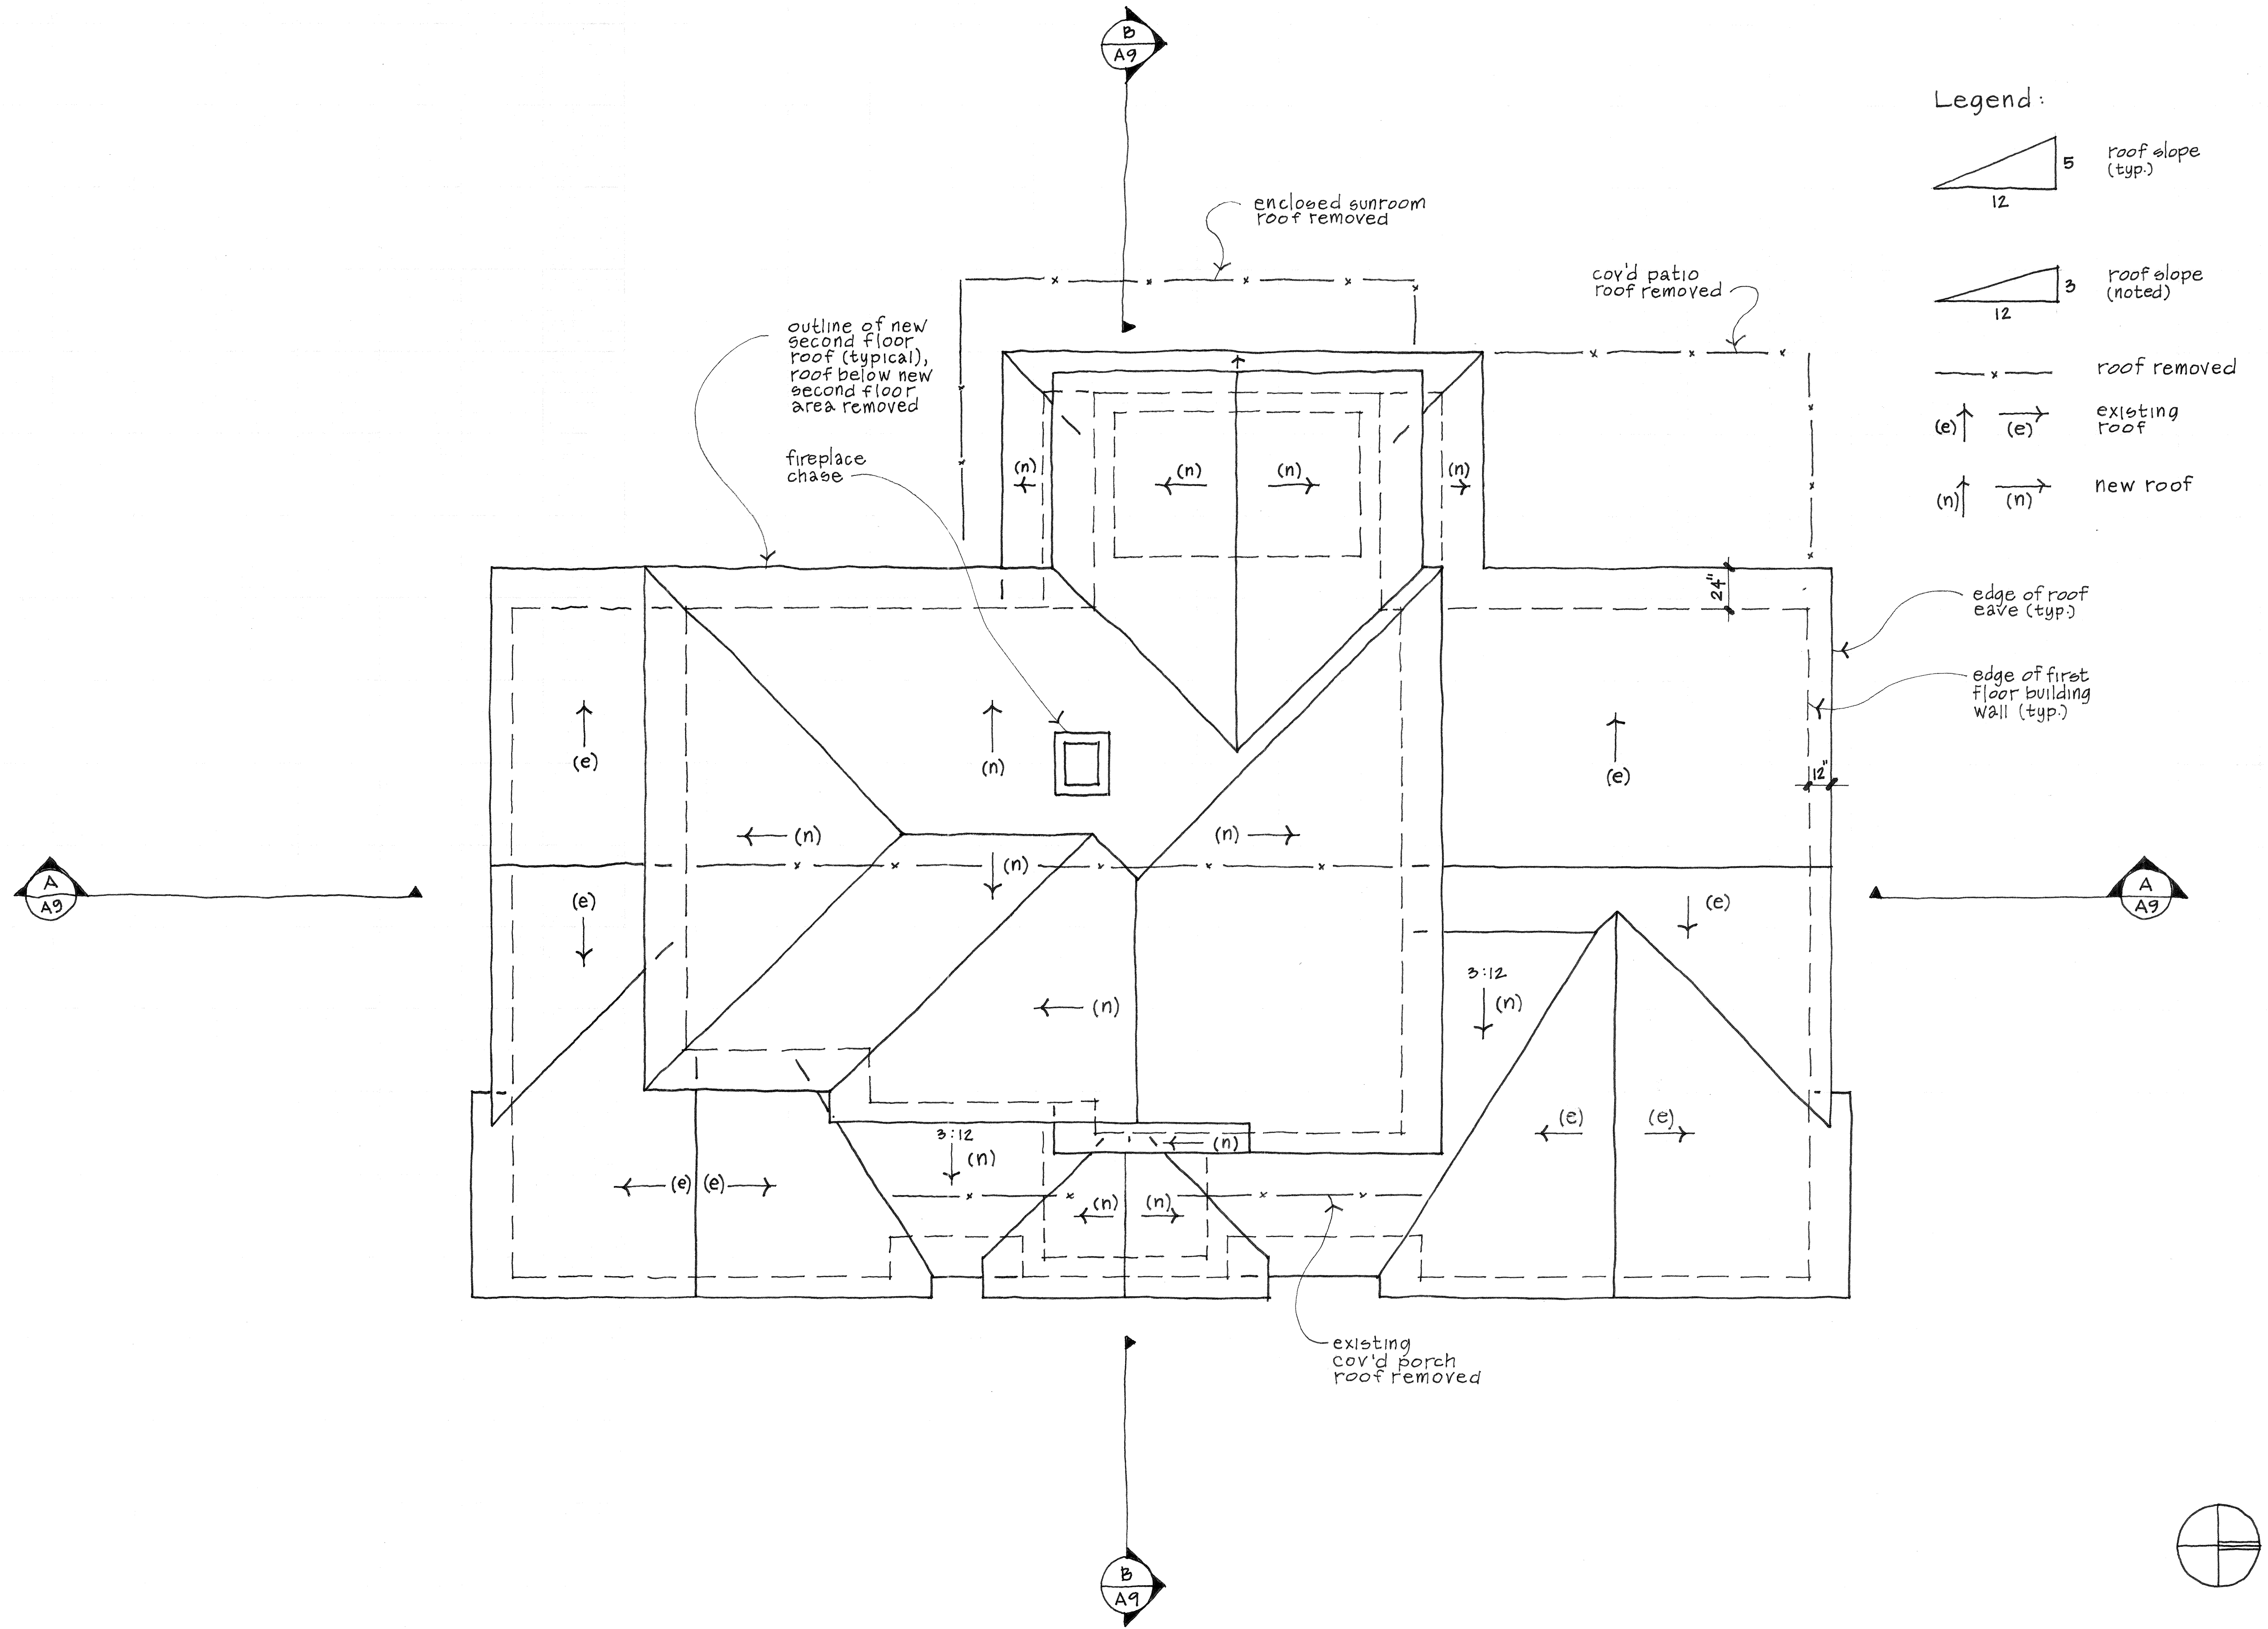 B
A9
Legend:
5
12
roof slope
(typ.)
3
12
roof slope
(noted)
roof removed
(e)
(e)
existing
roof
(n)
(n)
new roof
enclosed sunroom
roof removed
cov'd patio
roof removed
outline of new
second floor
roof (typical),
roof below new
second floor
area removed
fireplace
chase
(n)
(n)
(n)
(n)
24"
edge of roof
eave (typ.)
edge of first
floor building
wall (typ.)
12"
(e)
(n)
(e)
(n)
(n)
(n)
A
A9
A
A9
(e)
(e)
3:12
(n)
(n)
(e)
(e)
3:12
(n)
(n)
(e)
(e)
(n)
(n)
existing
cov'd porch
roof removed
B
A9